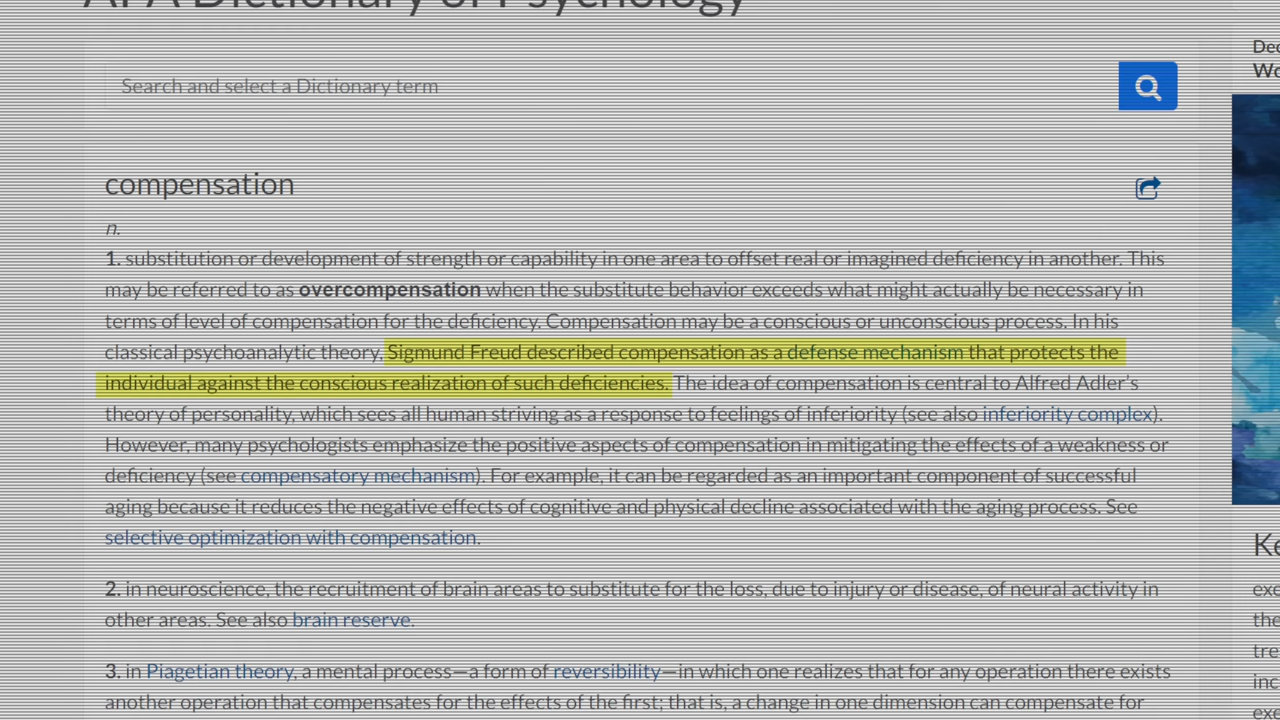 APA Dictionary of Psychology
Search and select a Dictionary term
compensation
n.
1. substitution or development of strength or capability in one area to offset real or imagined deficiency in another. This
may be referred to as overcompensation when the substitute behavior exceeds what might actually be necessary in
terms of level of compensation for the deficiency. Compensation may be a conscious or unconscious process. In his
classical psychoanalytic theory, Sigmund Freud described compensation as a defense mechanism that protects the
individual against the conscious realization of such deficiencies. The idea of compensation is central to Alfred Adler's
theory of personality, which sees all human striving as a response to feelings of inferiority (see also inferiority complex).
However, many psychologists emphasize the positive aspects of compensation in mitigating the effects of a weakness or
deficiency (see compensatory mechanism). For example, it can be regarded as an important component of successful
aging because it reduces the negative effects of cognitive and physical decline associated with the aging process. See
selective optimization with compensation.
2. in neuroscience, the recruitment of brain areas to substitute for the loss, due to injury or disease, of neural activity in
other areas. See also brain reserve.
3. in Piagetian theory, a mental process—a form of reversibility—in which one realizes that for any operation there exists
another operation that compensates for the effects of the first; that is, a change in one dimension can compensate for
Dec
Wo
Ke
exc
the
tre
inc
exc